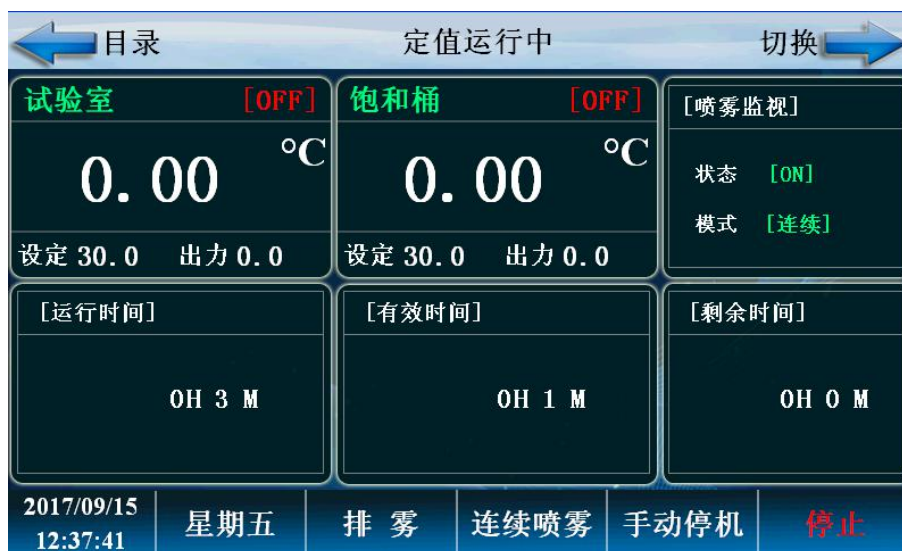 目录 定值运行中 切换
试验室 [OFF]
0.00 °C
设定 30.0 出力 0.0
饱和桶 [OFF]
0.00 °C
设定 30.0 出力 0.0
[喷雾监视]
状态 [ON]
模式 [连续]
[运行时间]
0H 3 M
[有效时间]
0H 1 M
[剩余时间]
0H 0 M
2017/09/15
12:37:41
星期五 排 雾 连续喷雾 手动停机 停止